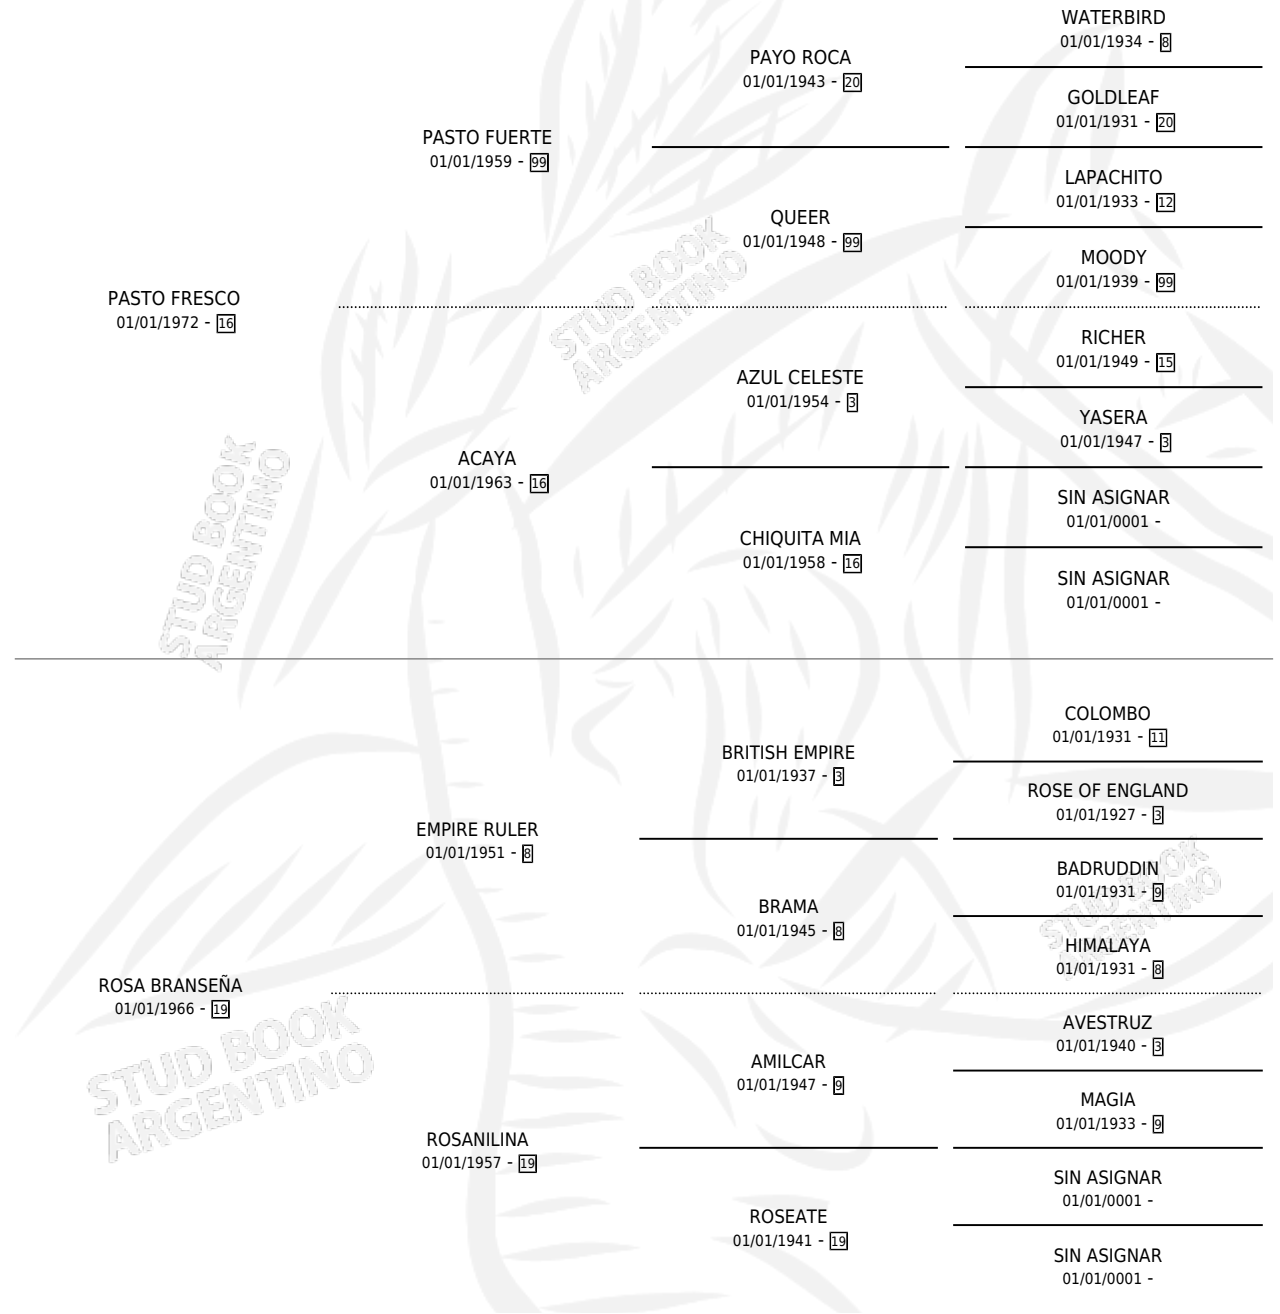 WATERBIRD
01/01/1934 - 8
PAYO ROCA
01/01/1943 - 20
GOLDLEAF
01/01/1931 - 20
PASTO FUERTE
01/01/1959 - 99
LAPACHITO
01/01/1933 - 12
QUEER
01/01/1948 - 99
MOODY
01/01/1939 - 99
PASTO FRESCO
01/01/1972 - 16
STUD BOOK
ARGENTINO
RICHER
01/01/1949 - 15
AZUL CELESTE
01/01/1954 - 3
YASERA
01/01/1947 - 3
ACAYA
01/01/1963 - 16
SIN ASIGNAR
01/01/0001 -
CHIQUITA MIA
01/01/1958 - 16
SIN ASIGNAR
01/01/0001 -
STUD BOOK
ARGENTINO
COLOMBO
01/01/1931 - 11
BRITISH EMPIRE
01/01/1937 - 3
ROSE OF ENGLAND
01/01/1927 - 3
EMPIRE RULER
01/01/1951 - 8
BADRUDDIN
01/01/1931 - 9
BRAMA
01/01/1945 - 8
HIMALAYA
01/01/1931 - 8
STUD BOOK
ARGENTINO
ROSA BRANSEÑA
01/01/1966 - 19
AVESTRUZ
01/01/1940 - 3
AMILCAR
01/01/1947 - 9
MAGIA
01/01/1933 - 9
STUD BOOK
ARGENTINO
ROSANILINA
01/01/1957 - 19
SIN ASIGNAR
01/01/0001 -
ROSEATE
01/01/1941 - 19
SIN ASIGNAR
01/01/0001 -